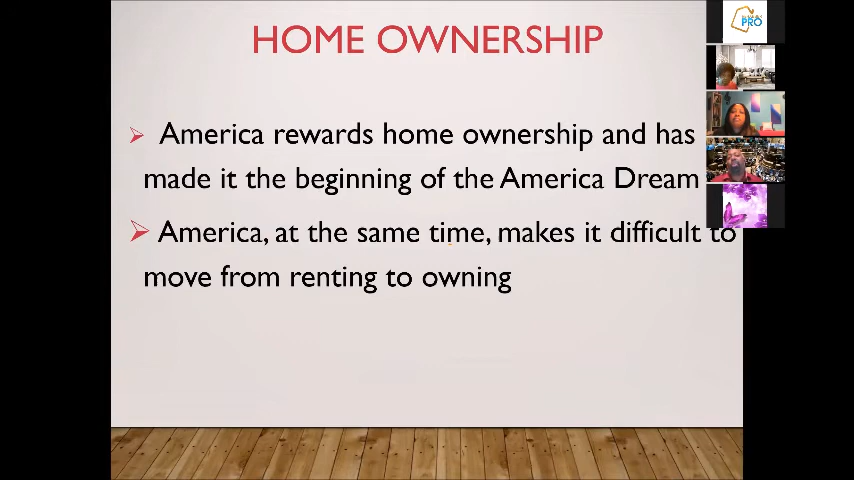 HOME OWNERSHIP
➢ America rewards home ownership and has
made it the beginning of the America Dream
➢ America, at the same time, makes it difficult to
move from renting to owning
PRO